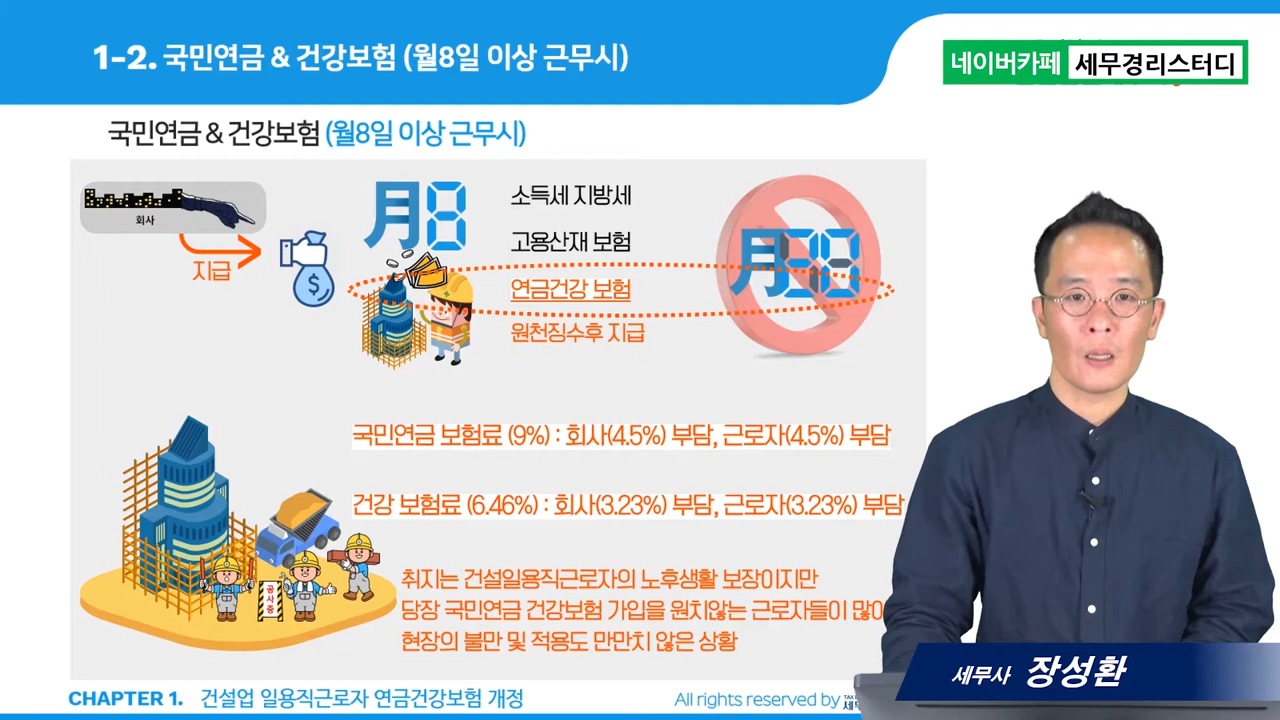 1-2. 국민연금 & 건강보험 (월8일 이상 근무시)
네이버카페 세무경리스터디
국민연금 & 건강보험 (월8일 이상 근무시)
회사
지급
月8
소득세 지방세
고용산재 보험
연금건강 보험
원천징수후 지급
月
$
국민연금 보험료 (9%) : 회사(4.5%) 부담, 근로자(4.5%) 부담
건강 보험료 (6.46%) : 회사(3.23%) 부담, 근로자(3.23%) 부담
공사중
취지는 건설일용직근로자의 노후생활 보장이지만
당장 국민연금 건강보험 가입을 원치않는 근로자들이 많아
현장의 불만 및 적용도 만만치 않은 상황
세무사 장성환
CHAPTER 1. 건설업 일용직근로자 연금건강보험 개정
All rights reserved by